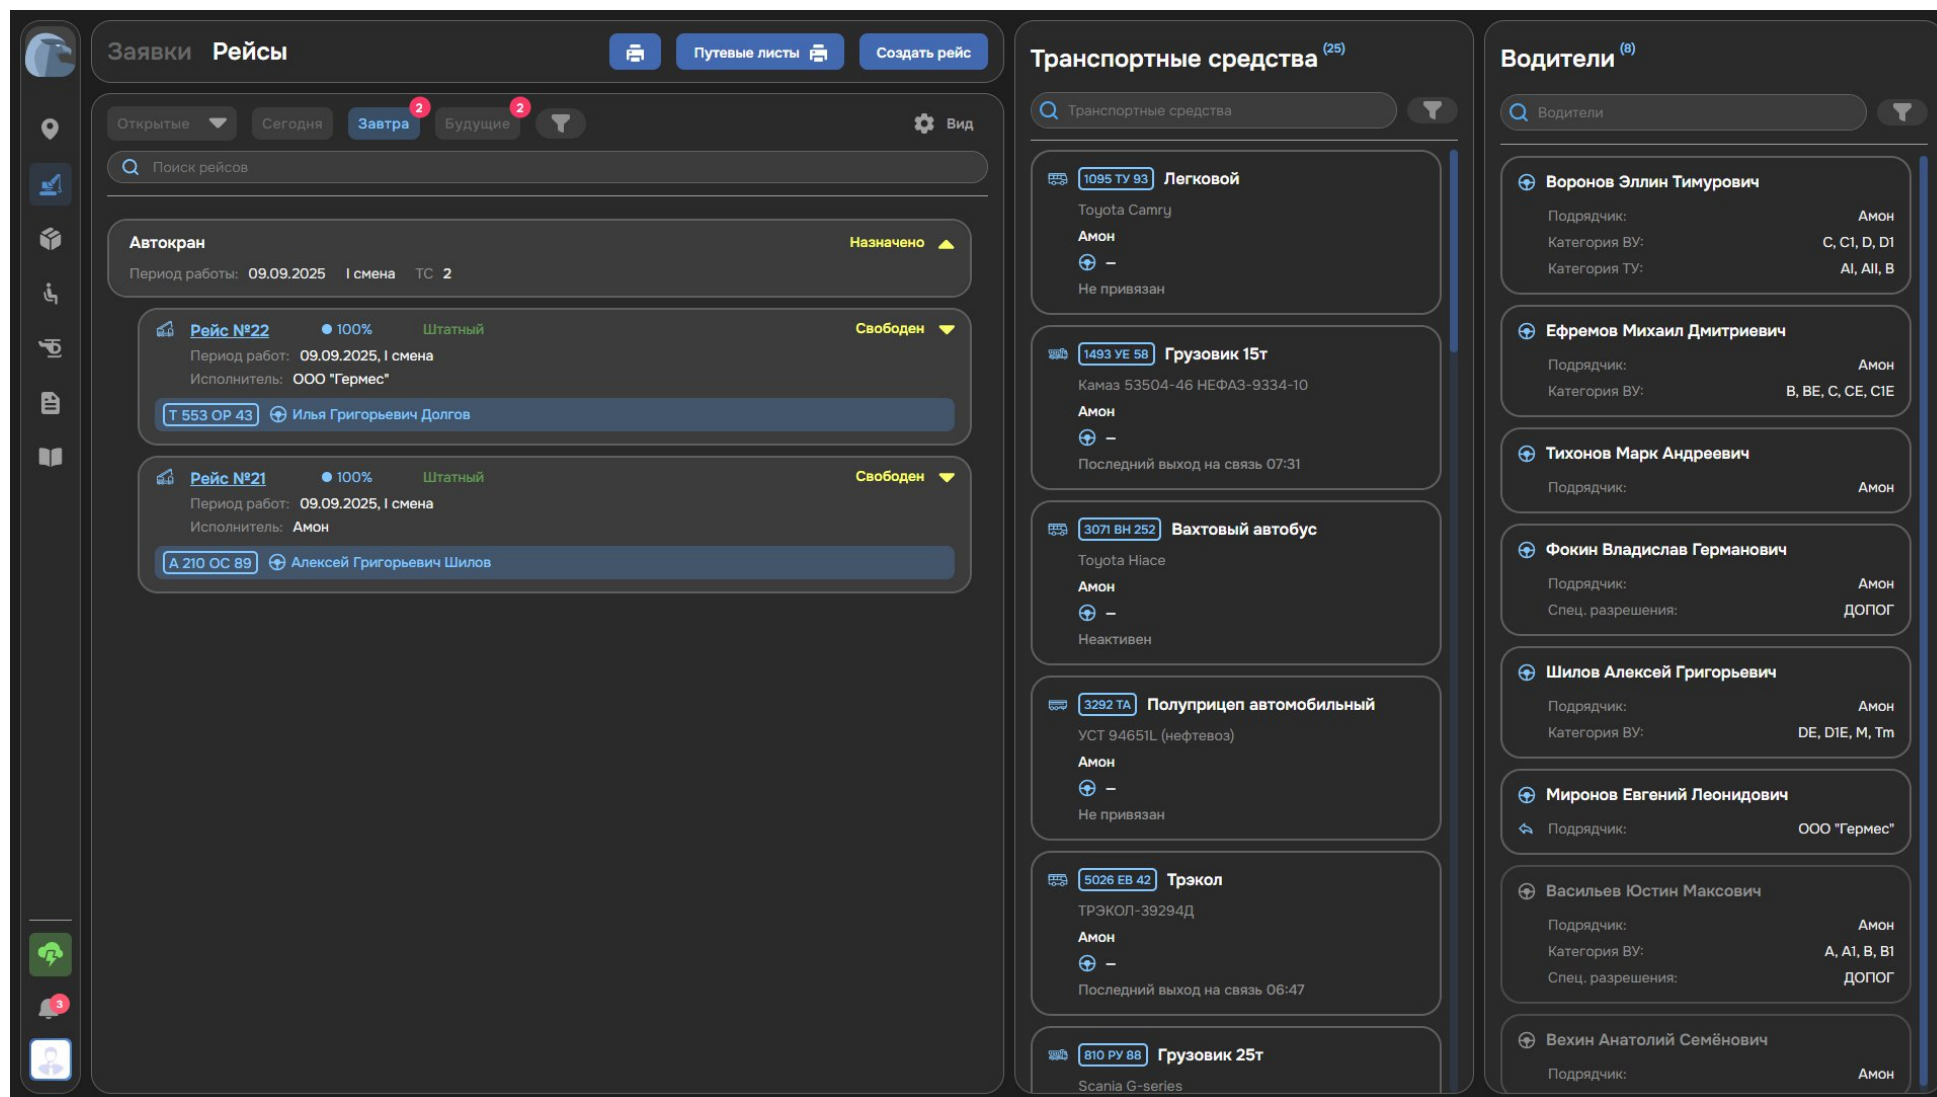 Заявки Рейсы
Путевые листы
Создать рейс
Открытые
Сегодня
Завтра
2
Будущие
2
Вид
Поиск рейсов
Автокран
Назначено
Период работы: 09.09.2025 I смена ТС 2
Рейс №22 100% Штатный
Свободен
Период работ: 09.09.2025, I смена
Исполнитель: ООО "Гермес"
Т 553 ОР 43 Илья Григорьевич Долгов
Рейс №21 100% Штатный
Свободен
Период работ: 09.09.2025, I смена
Исполнитель: Амон
А 210 ОС 89 Алексей Григорьевич Шилов
3
Транспортные средства (25)
Транспортные средства
1095 ТУ 93 Легковой
Toyota Camry
Амон
–
Не привязан
1493 УЕ 58 Грузовик 15т
Камаз 53504-46 НЕФАЗ-9334-10
Амон
–
Последний выход на связь 07:31
3071 ВН 252 Вахтовый автобус
Toyota Hiace
Амон
–
Неактивен
3292 ТА Полуприцеп автомобильный
УСТ 94651L (нефтевоз)
Амон
–
Не привязан
5026 ЕВ 42 Трэкол
ТРЭКОЛ-39294Д
Амон
–
Последний выход на связь 06:47
810 РУ 88 Грузовик 25т
Scania G-series
Водители (8)
Водители
Воронов Эллин Тимурович
Подрядчик: Амон
Категория ВУ: C, C1, D, D1
Категория ТУ: AI, AII, B
Ефремов Михаил Дмитриевич
Подрядчик: Амон
Категория ВУ: B, BE, C, CE, C1E
Тихонов Марк Андреевич
Подрядчик: Амон
Фокин Владислав Германович
Подрядчик: Амон
Спец. разрешения: ДОПОГ
Шилов Алексей Григорьевич
Подрядчик: Амон
Категория ВУ: DE, D1E, M, Tm
Миронов Евгений Леонидович
Подрядчик: ООО "Гермес"
Васильев Юстин Максович
Подрядчик: Амон
Категория ВУ: A, A1, B, B1
Спец. разрешения: ДОПОГ
Вехин Анатолий Семёнович
Подрядчик: Амон